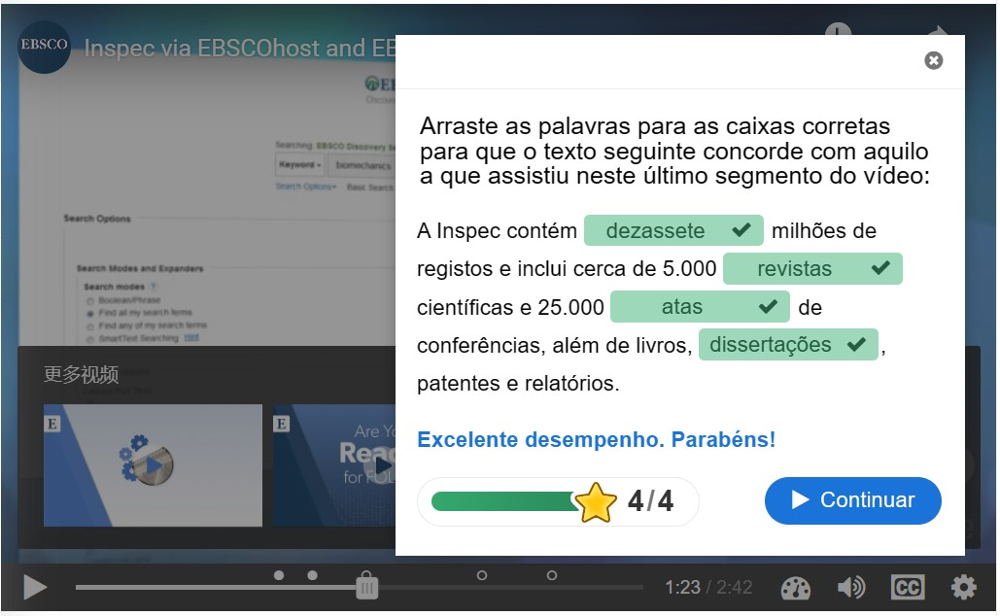 EBSCO
Inspec via EBSCOhost and EB
Discove
Searching: EBSCO Discovery Se
Keyword
biomechanics
Search Options
Basic Search
Search Options
Search Modes and Expanders
Search modes ?
Boolean/Phrase
Find all my search terms
Find any of my search terms
SmartText Searching Hint
更多视频
E
E
Are Yo
Read
for FOL
Arraste as palavras para as caixas corretas
para que o texto seguinte concorde com aquilo
a que assistiu neste último segmento do vídeo:
A Inspec contém dezassete milhões de
registos e inclui cerca de 5.000 revistas
científicas e 25.000 atas de
conferências, além de livros, dissertações ,
patentes e relatórios.
Excelente desempenho. Parabéns!
4/4
Continuar
1:23 / 2:42
CC